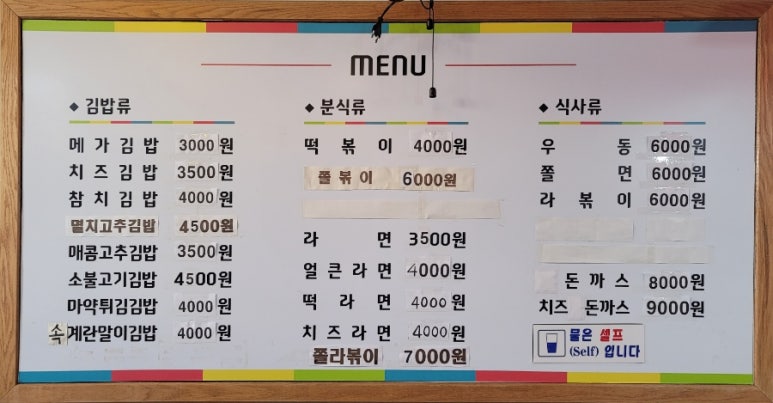 MENU
◆ 김밥류
메가김밥 3000원
치즈김밥 3500원
참치김밥 4000원
멸치고추김밥 4500원
매콤고추김밥 3500원
소불고기김밥 4500원
마약튀김김밥 4000원
속계란말이김밥 4000원
◆ 분식류
떡볶이 4000원
쫄볶이 6000원
라면 3500원
얼큰라면 4000원
떡라면 4000원
치즈라면 4000원
쫄라볶이 7000원
◆ 식사류
우동 6000원
쫄면 6000원
라볶이 6000원
돈까스 8000원
치즈 돈까스 9000원
물은 셀프
(Self) 입니다